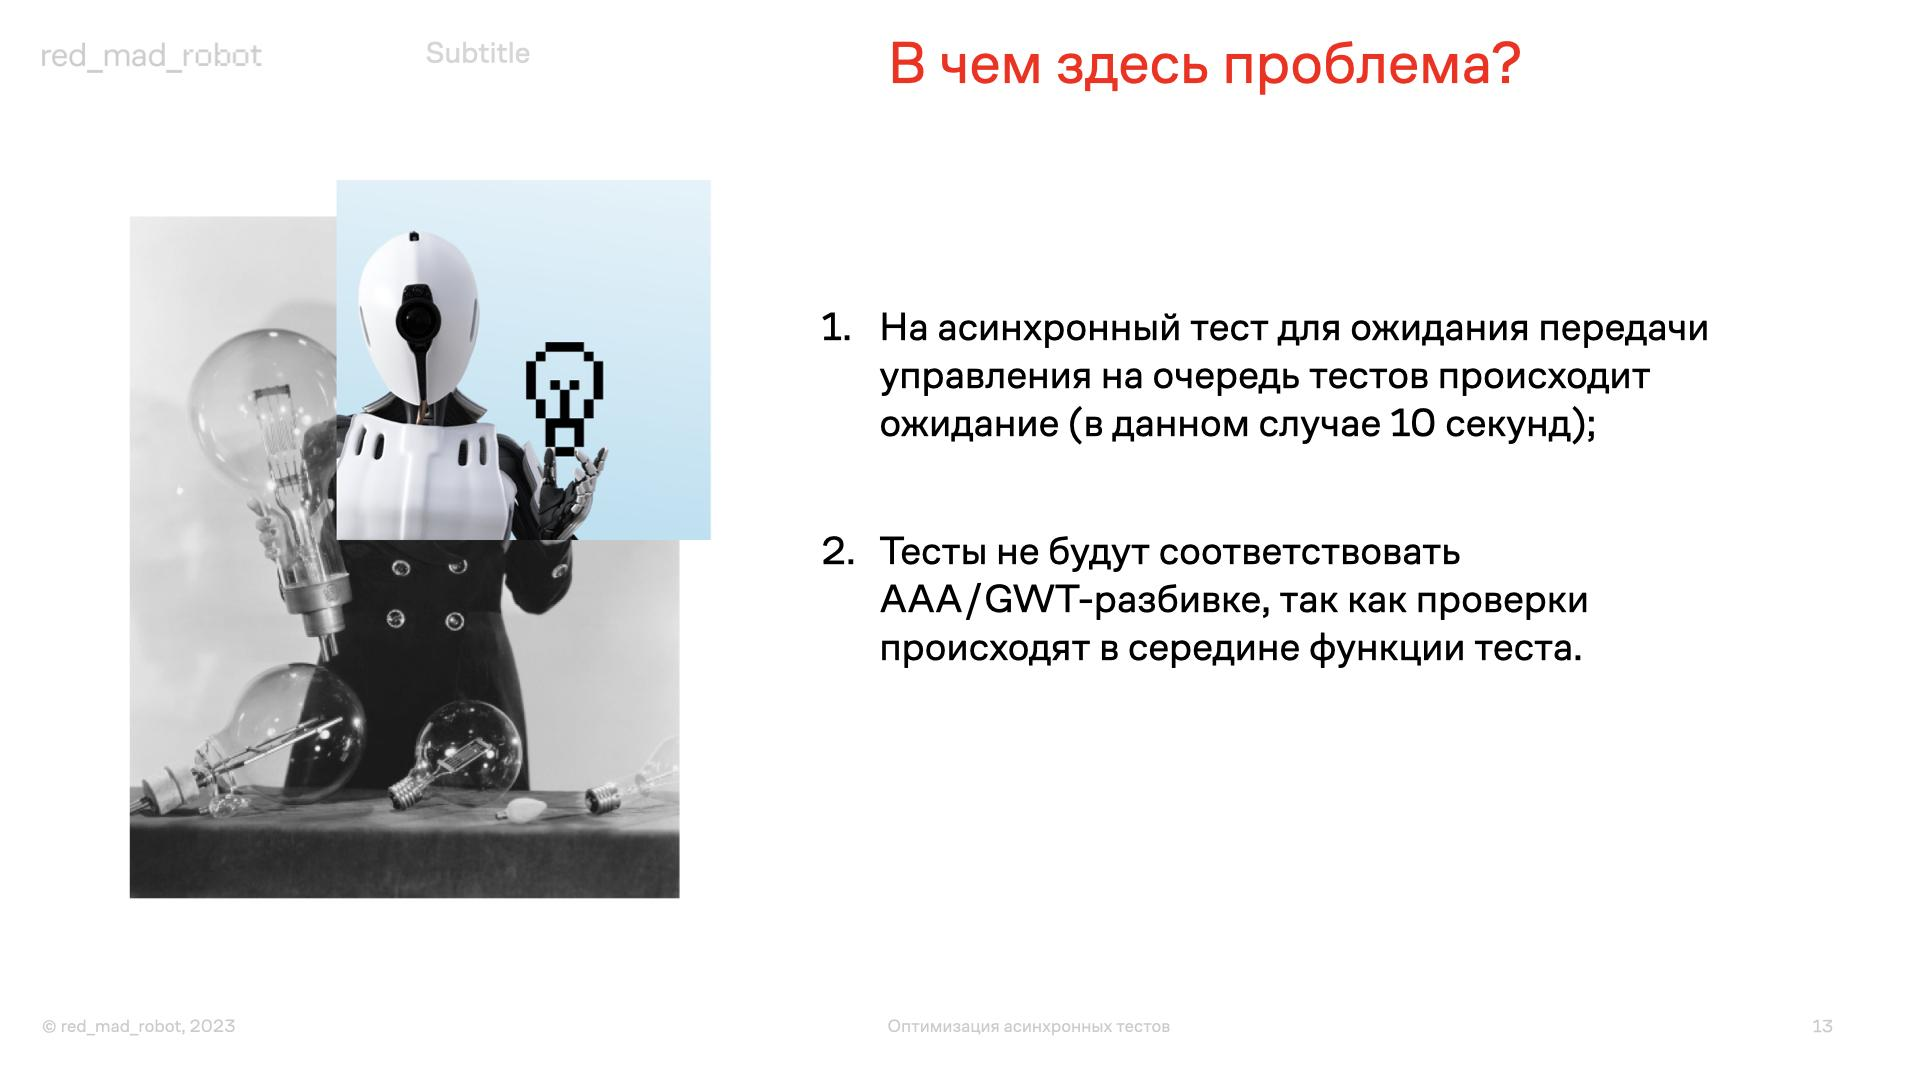 red_mad_robot
Subtitle
В чем здесь проблема?
1. На асинхронный тест для ожидания передачи
управления на очередь тестов происходит
ожидание (в данном случае 10 секунд);
2. Тесты не будут соответствовать
AAA/GWT-разбивке, так как проверки
происходят в середине функции теста.
© red_mad_robot, 2023
Оптимизация асинхронных тестов
13